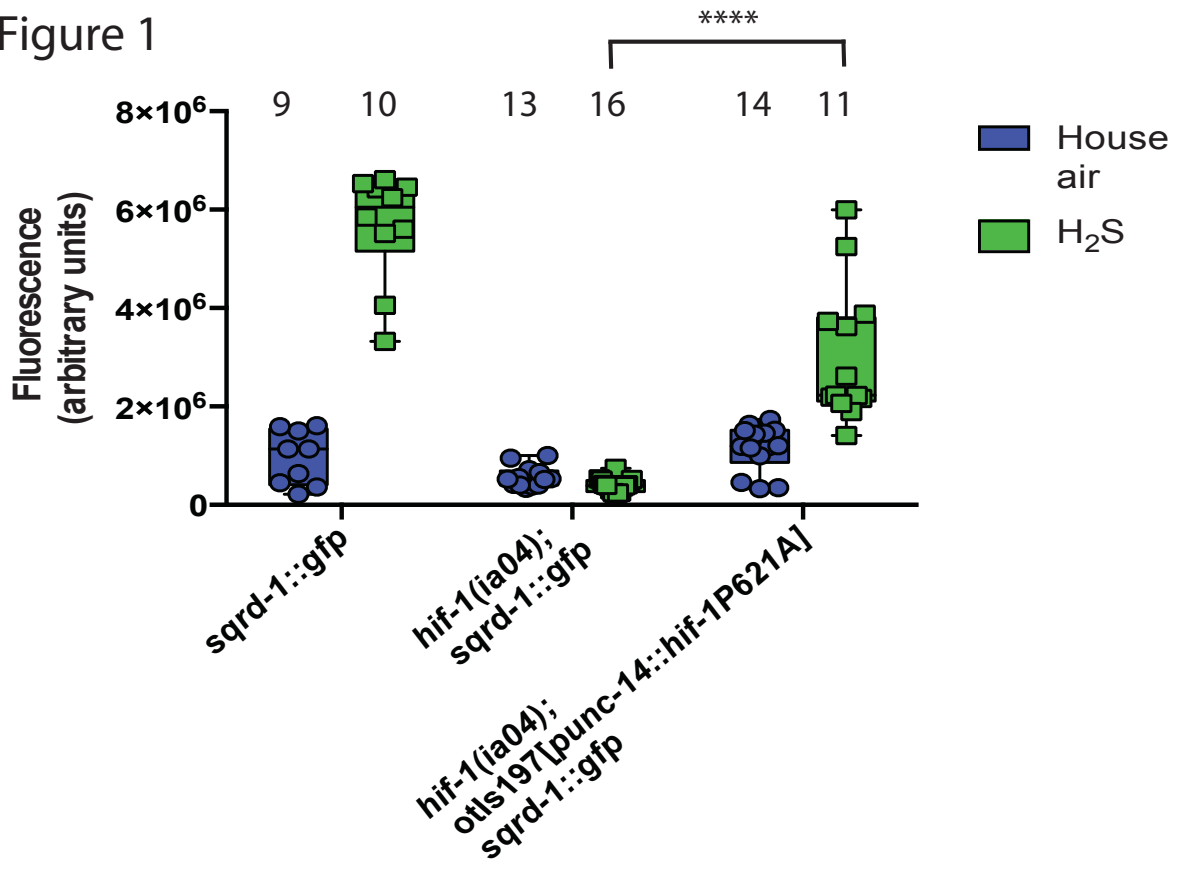 Figure 1
****
9 10 13 16 14 11
8×10⁶
6×10⁶
4×10⁶
2×10⁶
0
Fluorescence
(arbitrary units)
House
air
H₂S
sqrd-1::gfp
hif-1(ia04);
sqrd-1::gfp
hif-1(ia04);
otIs197[punc-14::hif-1P621A]
sqrd-1::gfp